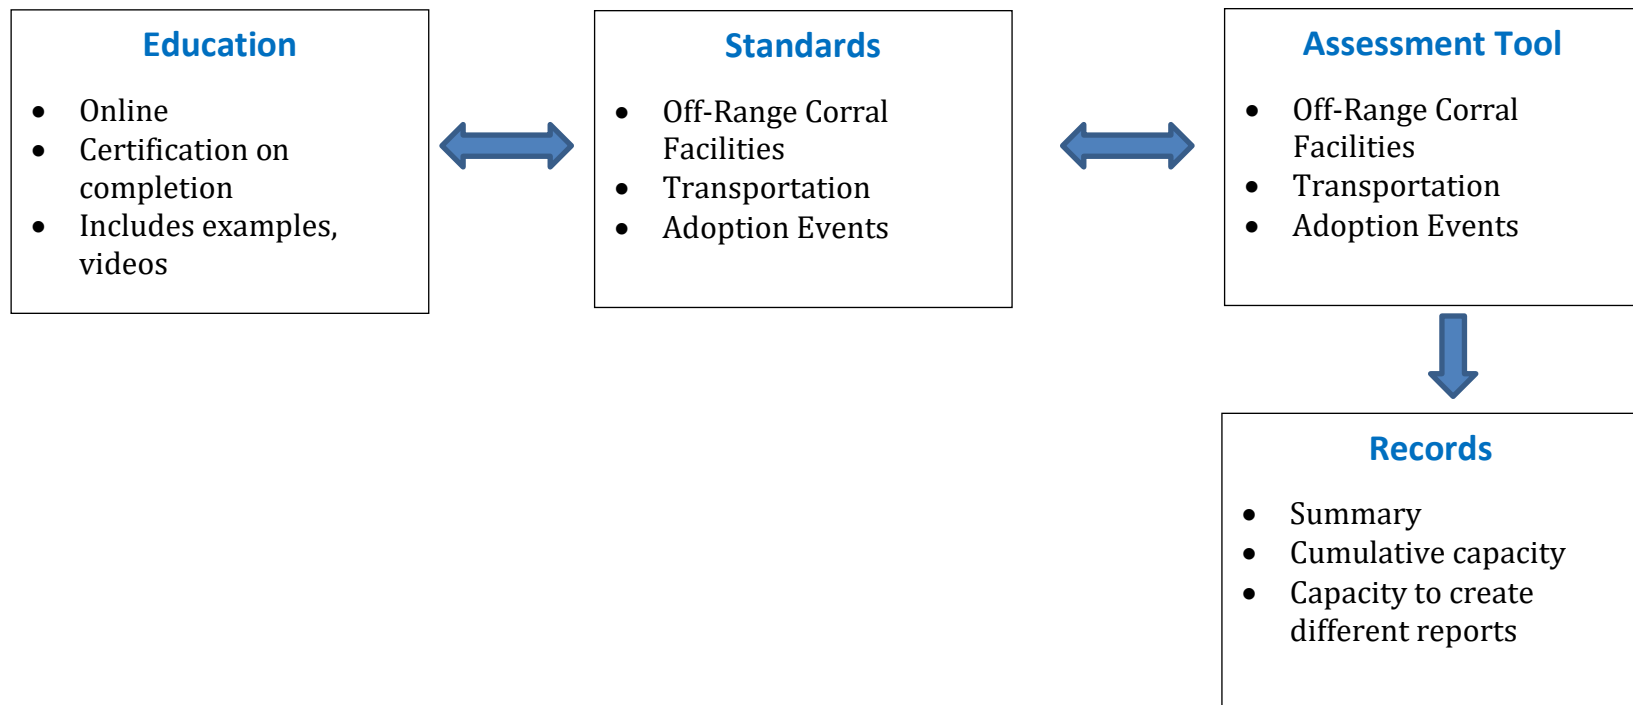 Education
• Online
• Certification on
completion
• Includes examples,
videos
Standards
• Off-Range Corral
Facilities
• Transportation
• Adoption Events
Assessment Tool
• Off-Range Corral
Facilities
• Transportation
• Adoption Events
Records
• Summary
• Cumulative capacity
• Capacity to create
different reports